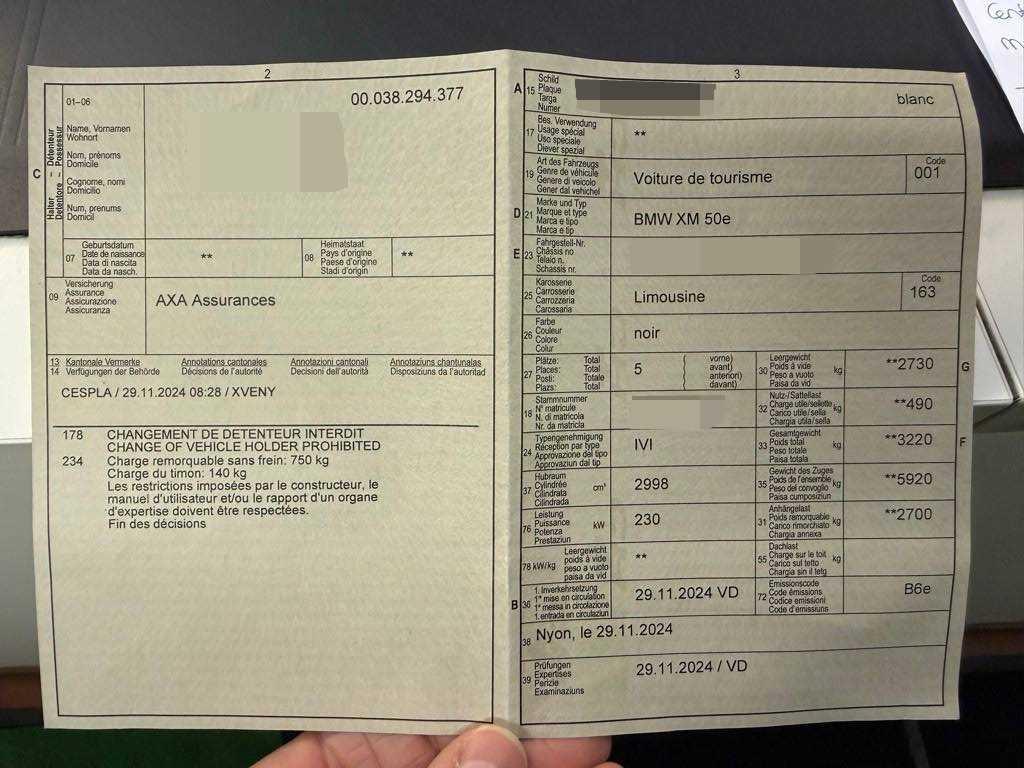 2
01–06
00.038.294.377
C
Halter – Détenteur
Detentore – Possessur
Name, Vornamen
Wohnort
Nom, prénoms
Domicile
Cognome, nomi
Domicilio
Num, prenums
Domicil
07
Geburtsdatum
Date de naissance
Data di nascita
Data da nasch.
**
08
Heimatstaat
Pays d'origine
Paese d'origine
Stadi d'origin
**
09
Versicherung
Assurance
Assicurazione
Assicuranza
AXA Assurances
13 Kantonale Vermerke Annotations cantonales Annotazioni cantonali Annotaziuns chantunalas
14 Verfügungen der Behörde Décisions de l'autorité Decisioni dell'autorità Disposiziuns da l'autoritad
CESPLA / 29.11.2024 08:28 / XVENY
178 CHANGEMENT DE DETENTEUR INTERDIT
CHANGE OF VEHICLE HOLDER PROHIBITED
234 Charge remorquable sans frein: 750 kg
Charge du timon: 140 kg
Les restrictions imposées par le constructeur, le
manuel d'utilisateur et/ou le rapport d'un organe
d'expertise doivent être respectées.
Fin des décisions
3
A
15
Schild
Plaque
Targa
Numer
blanc
17
Bes. Verwendung
Usage spécial
Uso speciale
Diever spezial
**
19
Art des Fahrzeugs
Genre de véhicule
Genere di veicolo
Gener dal vehichel
Voiture de tourisme
Code
001
D
21
Marke und Typ
Marque et type
Marca e tipo
Marca e tip
BMW XM 50e
E
23
Fahrgestell-Nr.
Châssis no
Telaio n.
Schassis nr.
25
Karosserie
Carrosserie
Carrozzeria
Carossaria
Limousine
Code
163
26
Farbe
Couleur
Colore
Colur
noir
27
Plätze: Total
Places: Total
Posti: Totale
Plazs: Total
5
( vorne)
( avant)
( anteriori)
( davant)
30
Leergewicht
Poids à vide
Peso a vuoto
Paisa da vid
kg
**2730
G
18
Stammnummer
N° matricule
N. di matricola
Nr. da matricla
32
Nutz-/Sattellast
Charge utile/sellette
Carico utile/sella
Chargia utila/sella
kg
**490
24
Typengenehmigung
Réception par type
Approvazione del tipo
Approvaziun dal tip
IVI
33
Gesamtgewicht
Poids total
Peso totale
Paisa totala
kg
**3220
F
37
Hubraum
Cylindrée
Cilindrata
Cilindrada
cm³
2998
35
Gewicht des Zuges
Poids de l'ensemble
Peso del convoglio
Paisa cumposiziun
kg
**5920
76
Leistung
Puissance
Potenza
Prestaziun
kW
230
31
Anhängelast
Poids remorquable
Carico rimorchiato
Chargia annexa
kg
**2700
78 kW/kg
Leergewicht
poids à vide
peso a vuoto
paisa da vid
**
55
Dachlast
Charge sur le toit
Carico sul tetto
Chargia sin il tetg
kg
B
36
1. Inverkehrsetzung
1re mise en circulation
1a messa in circolazione
1. entrada en circulaziun
29.11.2024 VD
72
Emissionscode
Code émissions
Codice emissioni
Code d'emissiuns
B6e
38
Nyon, le 29.11.2024
39
Prüfungen
Expertises
Perizie
Examinaziuns
29.11.2024 / VD